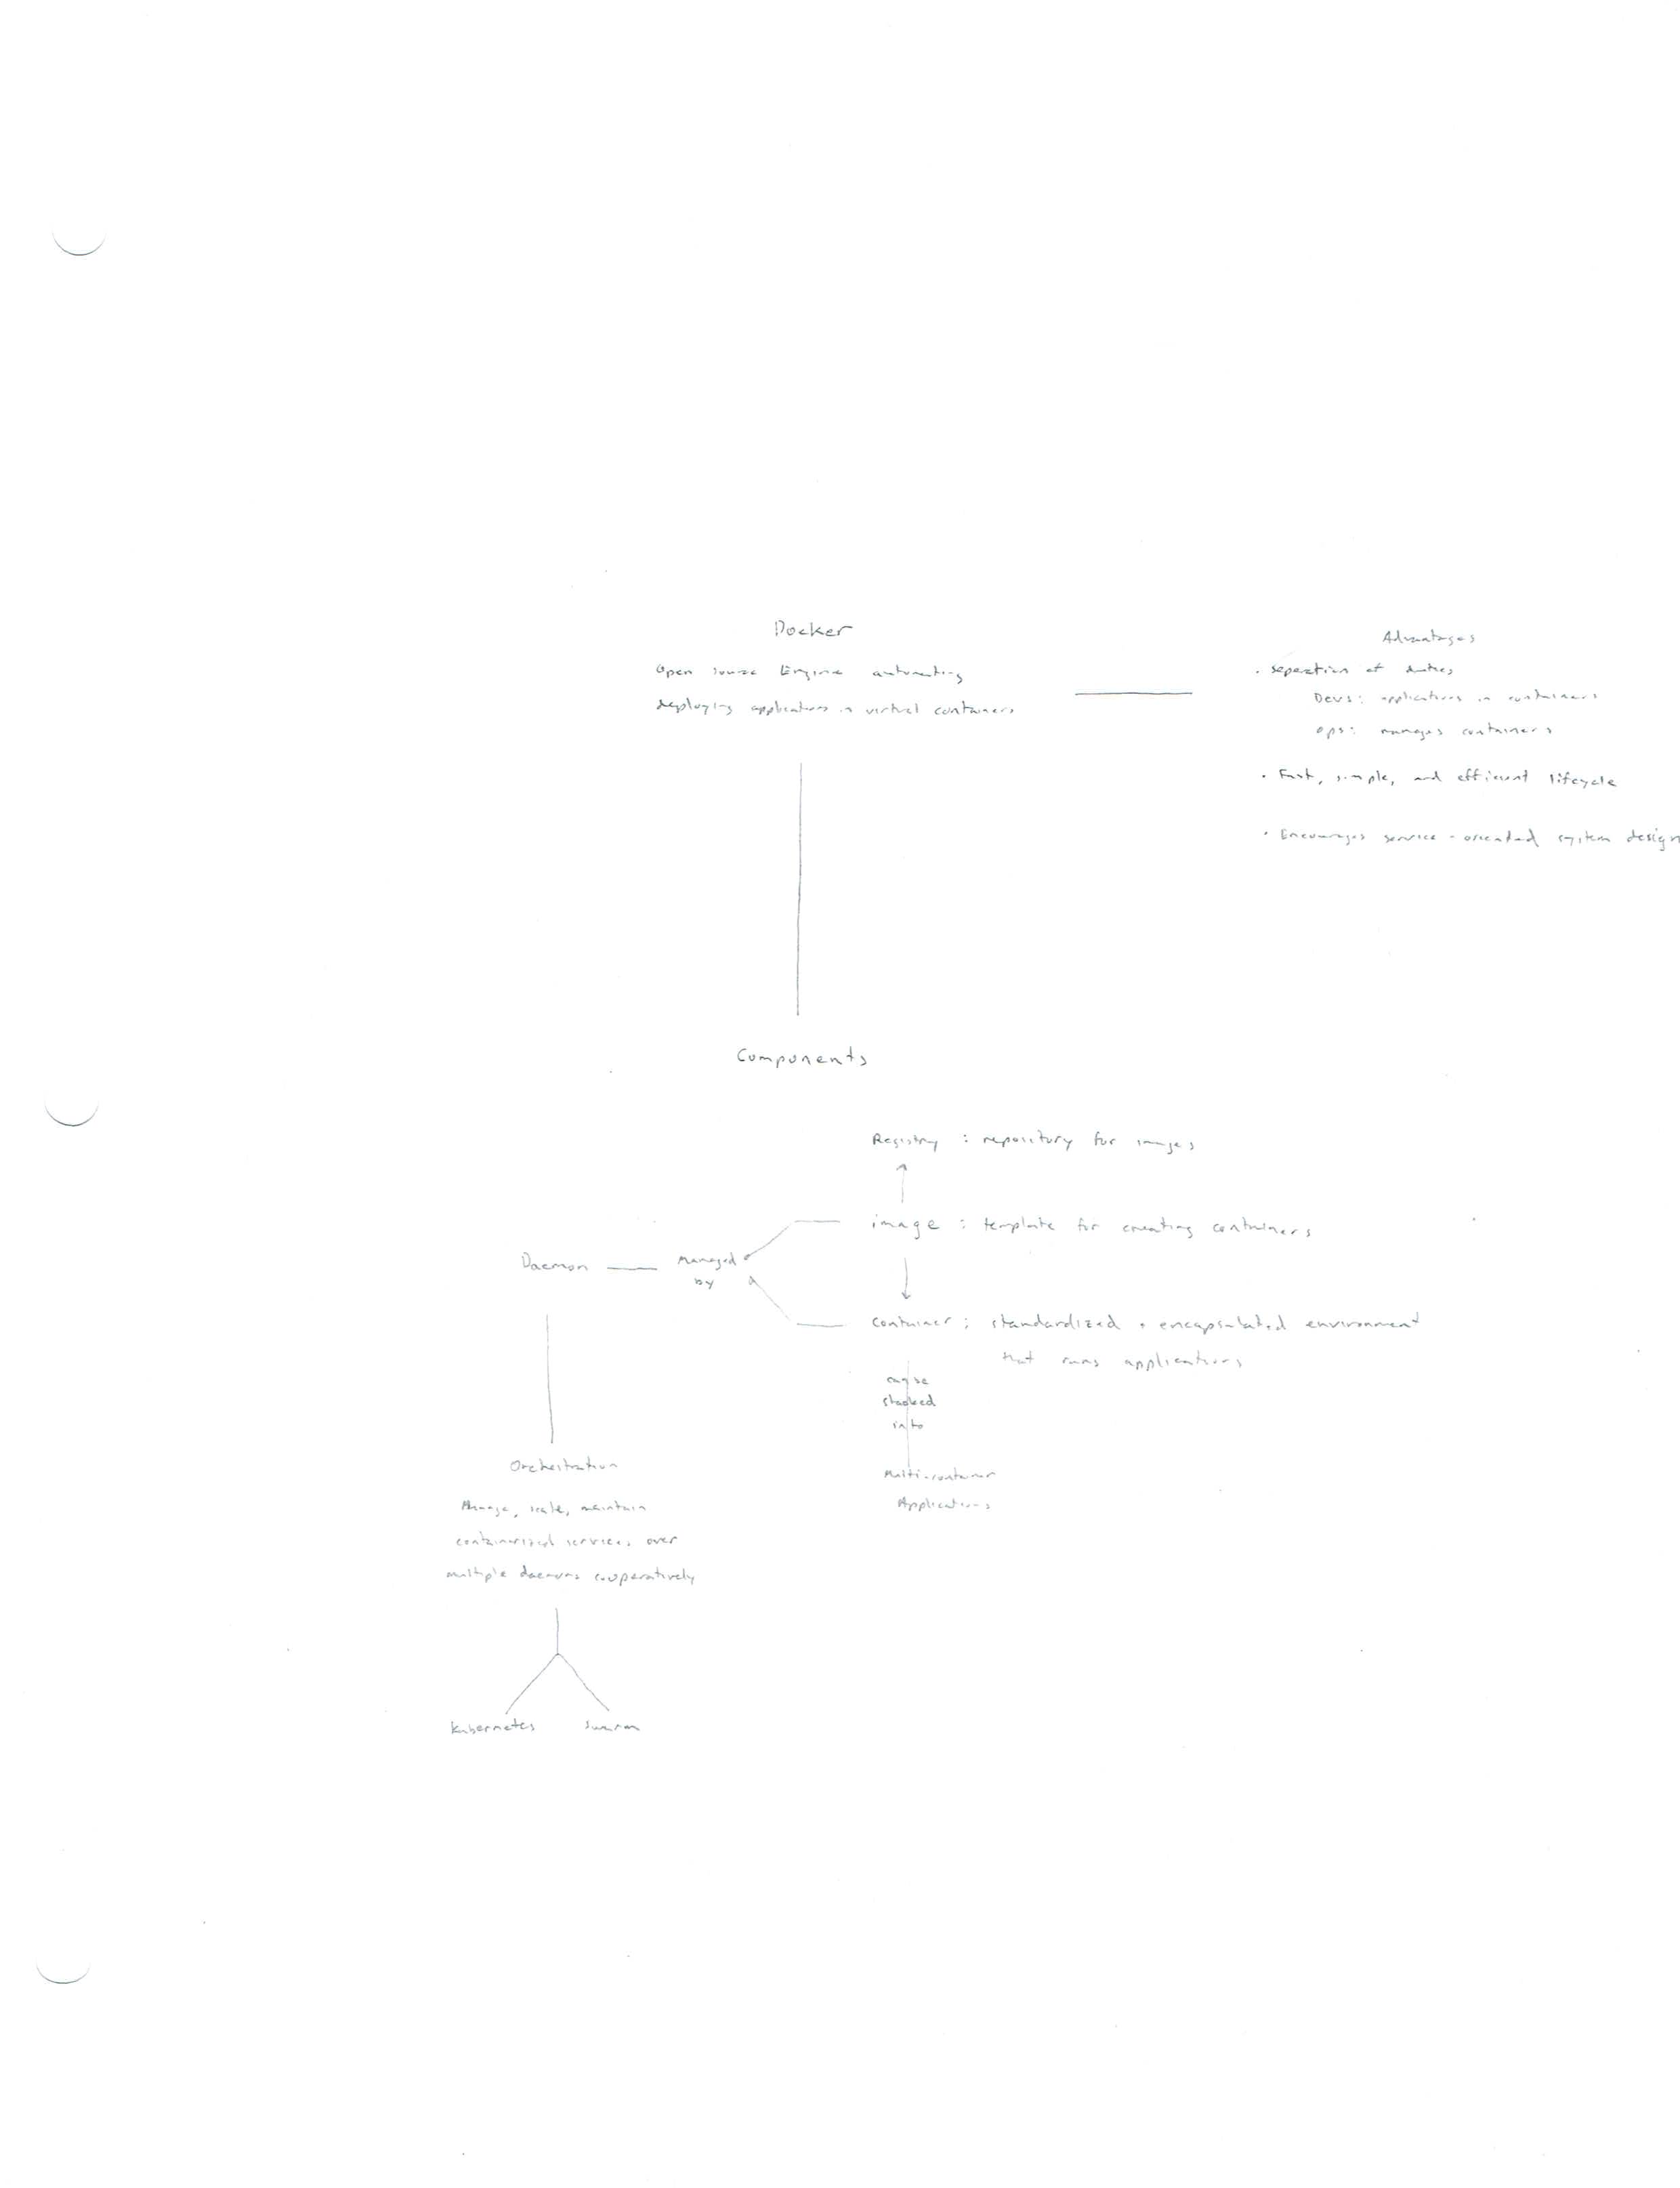 Docker
Open source Engine automating
deploying applications in virtual containers
Advantages
• seperation of duties
Devs: applications in containers
ops: manages containers
• Fast, simple, and efficient lifecycle
• Encourages service-oriented system design
Components
Registry : repository for images
image : template for creating containers
Daemon
Managed
by
container : standardized + encapsulated environment
that runs applications
can be
stacked
into
Multi-container
Applications
Orchestration
Manage, scale, maintain
containerized services over
multiple daemons cooperatively
Kubernetes
Swarm